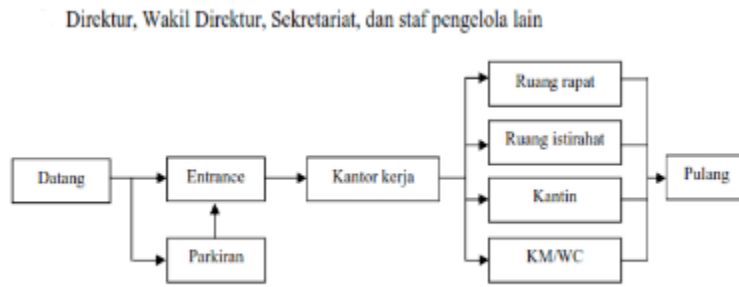 Direktur, Wakil Direktur, Sekretariat, dan staf pengelola lain
Ruang rapat
Ruang istirahat
Datang
Entrance
Kantor kerja
Kantin
Pulang
Parkiran
KM/WC